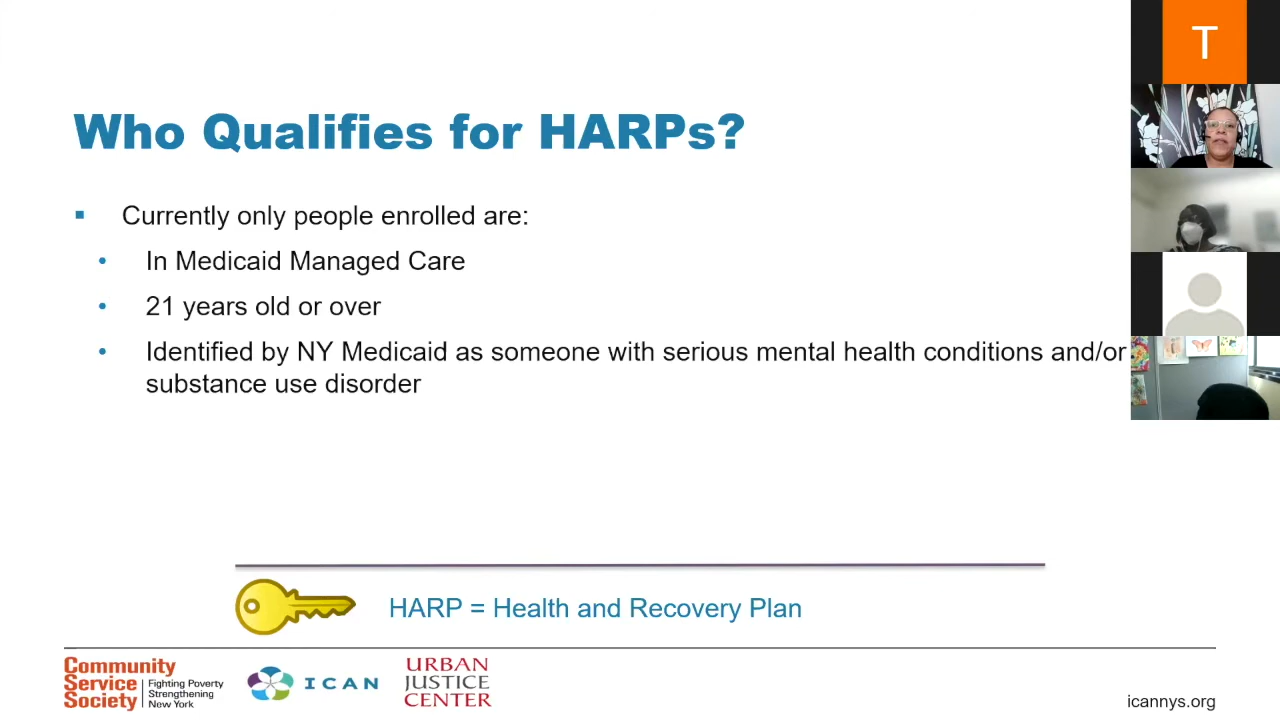 T
Who Qualifies for HARPs?
Currently only people enrolled are:
In Medicaid Managed Care
21 years old or over
Identified by NY Medicaid as someone with serious mental health conditions and/or
substance use disorder
HARP = Health and Recovery Plan
Community
Service
Society
Fighting Poverty
Strengthening
New York
ICAN
URBAN
JUSTICE
CENTER
icannys.org